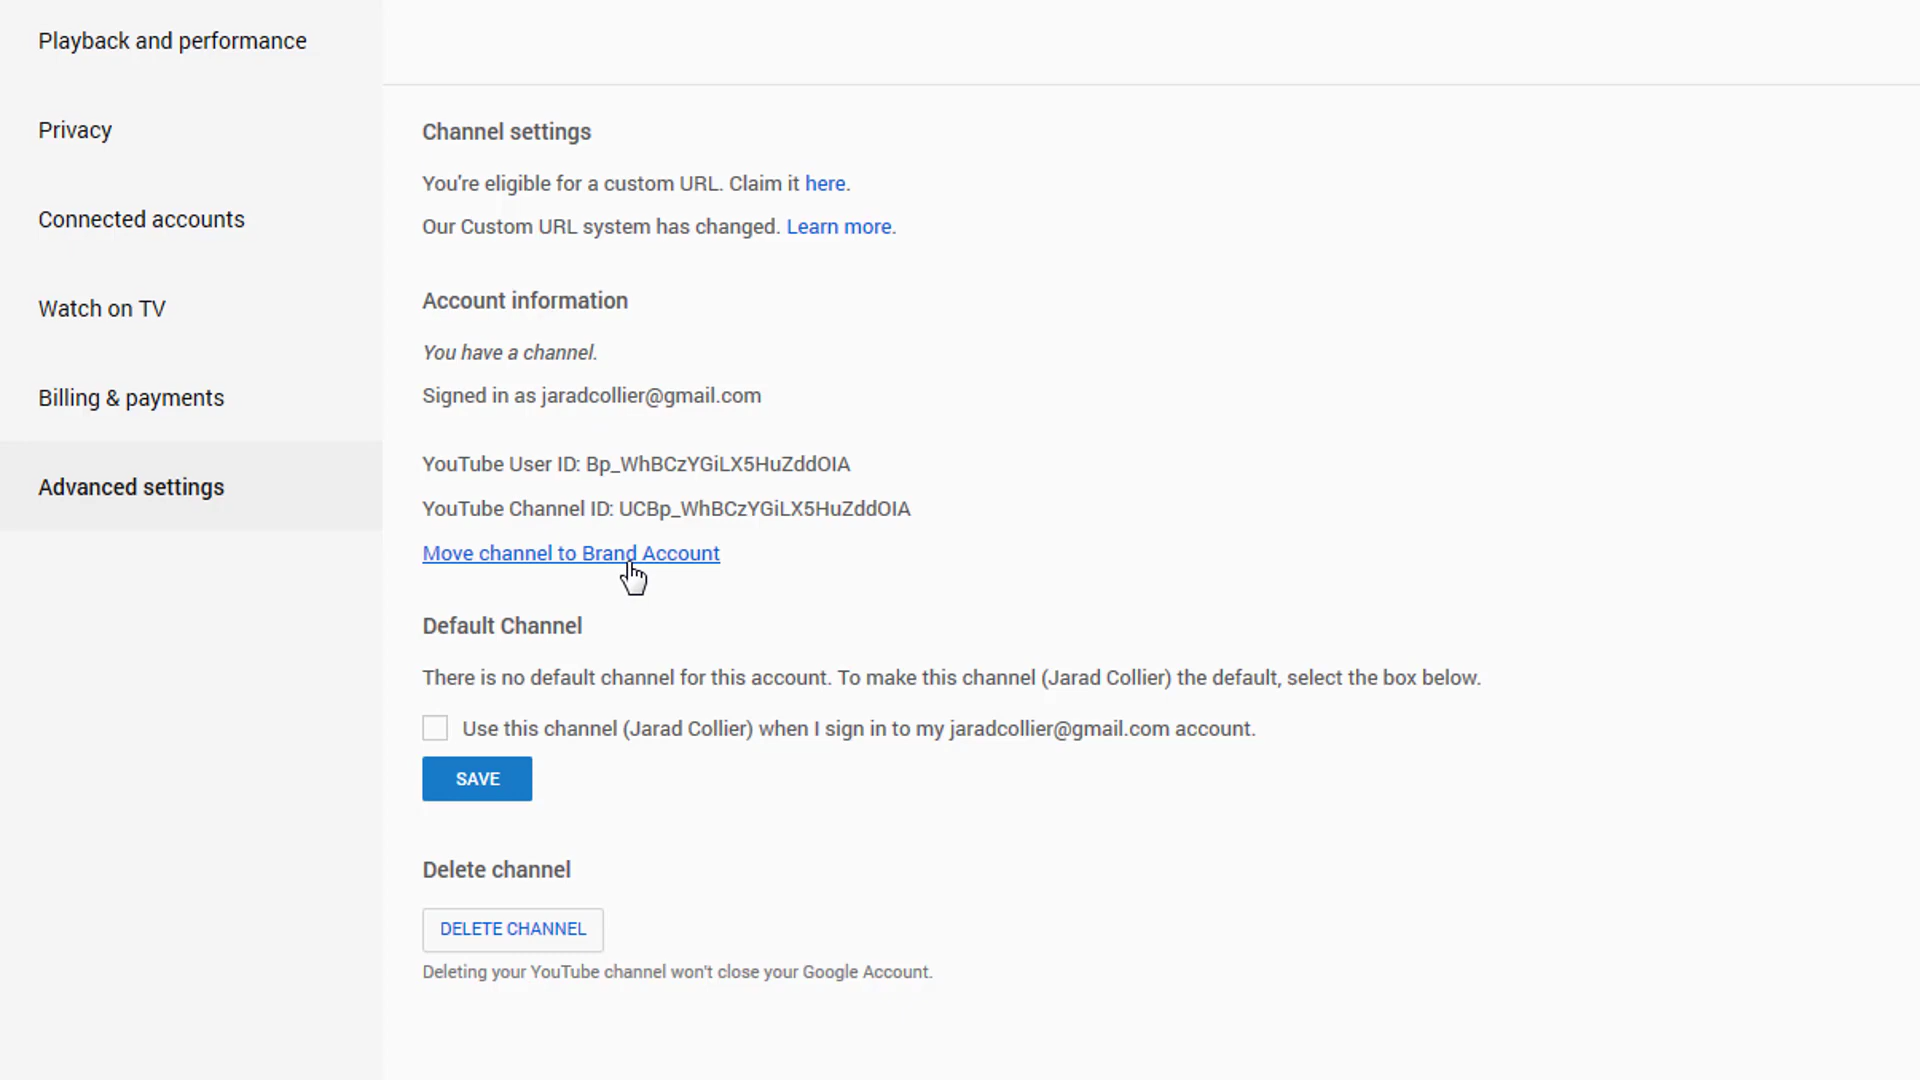 Playback and performance
Privacy
Connected accounts
Watch on TV
Billing & payments
Advanced settings
Channel settings
You're eligible for a custom URL. Claim it here.
Our Custom URL system has changed. Learn more.
Account information
You have a channel.
Signed in as jaradcollier@gmail.com
YouTube User ID: Bp_WhBCzYGiLX5HuZddOIA
YouTube Channel ID: UCBp_WhBCzYGiLX5HuZddOIA
Move channel to Brand Account
Default Channel
There is no default channel for this account. To make this channel (Jarad Collier) the default, select the box below.
Use this channel (Jarad Collier) when I sign in to my jaradcollier@gmail.com account.
SAVE
Delete channel
DELETE CHANNEL
Deleting your YouTube channel won't close your Google Account.